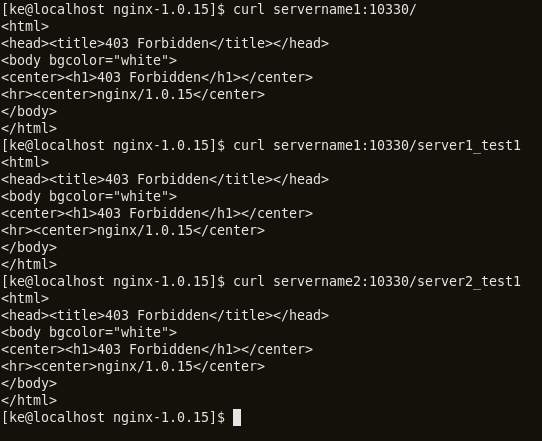 [ke@localhost nginx-1.0.15]$ curl servername1:10330/
<html>
<head><title>403 Forbidden</title></head>
<body bgcolor="white">
<center><h1>403 Forbidden</h1></center>
<hr><center>nginx/1.0.15</center>
</body>
</html>
[ke@localhost nginx-1.0.15]$ curl servername1:10330/server1_test1
<html>
<head><title>403 Forbidden</title></head>
<body bgcolor="white">
<center><h1>403 Forbidden</h1></center>
<hr><center>nginx/1.0.15</center>
</body>
</html>
[ke@localhost nginx-1.0.15]$ curl servername2:10330/server2_test1
<html>
<head><title>403 Forbidden</title></head>
<body bgcolor="white">
<center><h1>403 Forbidden</h1></center>
<hr><center>nginx/1.0.15</center>
</body>
</html>
[ke@localhost nginx-1.0.15]$